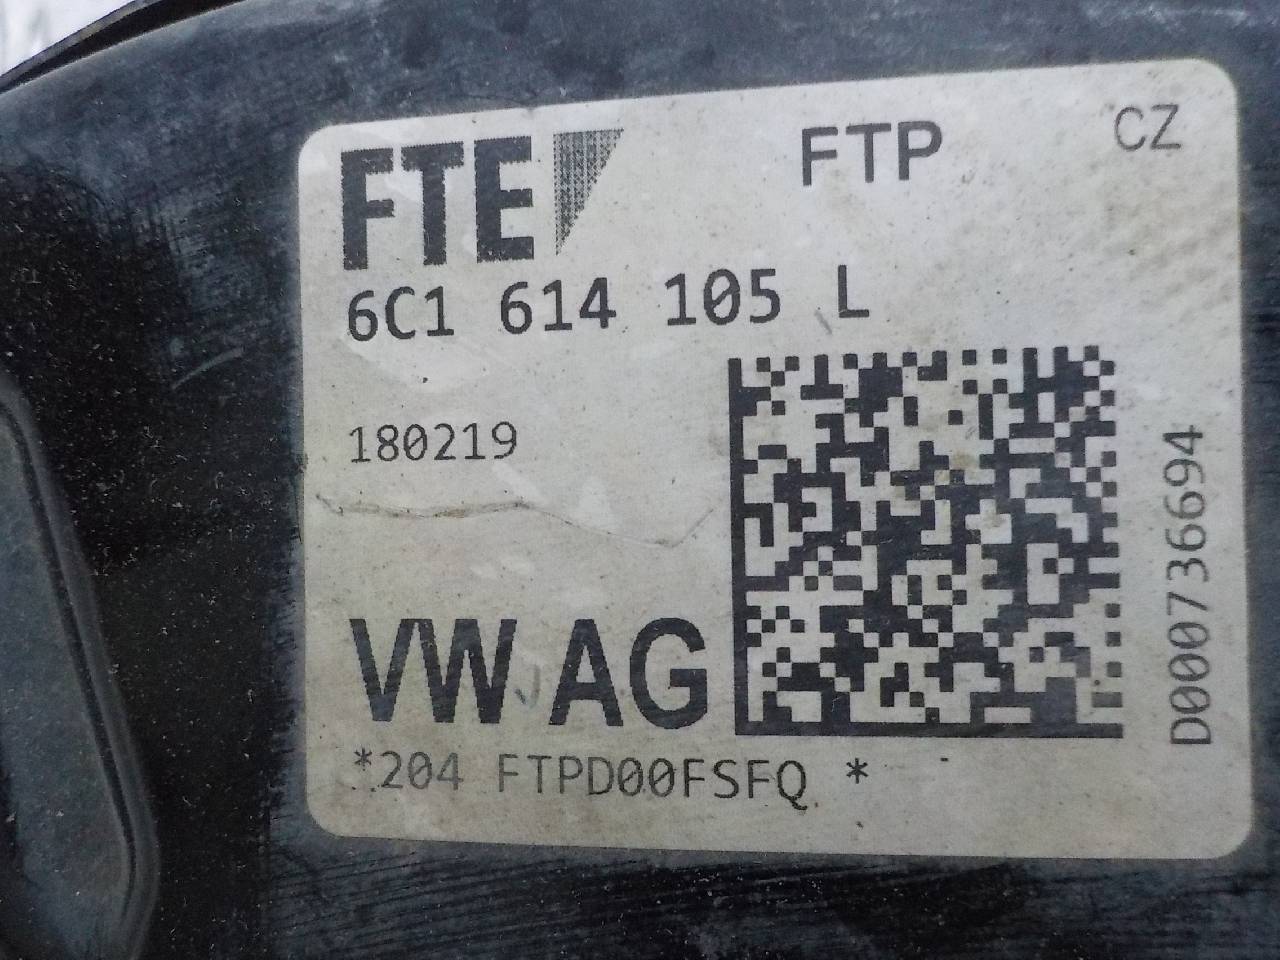 FTE FTP CZ
6C1 614 105 L
180219
D000736694
VW AG
*204 FTPD00FSFQ *